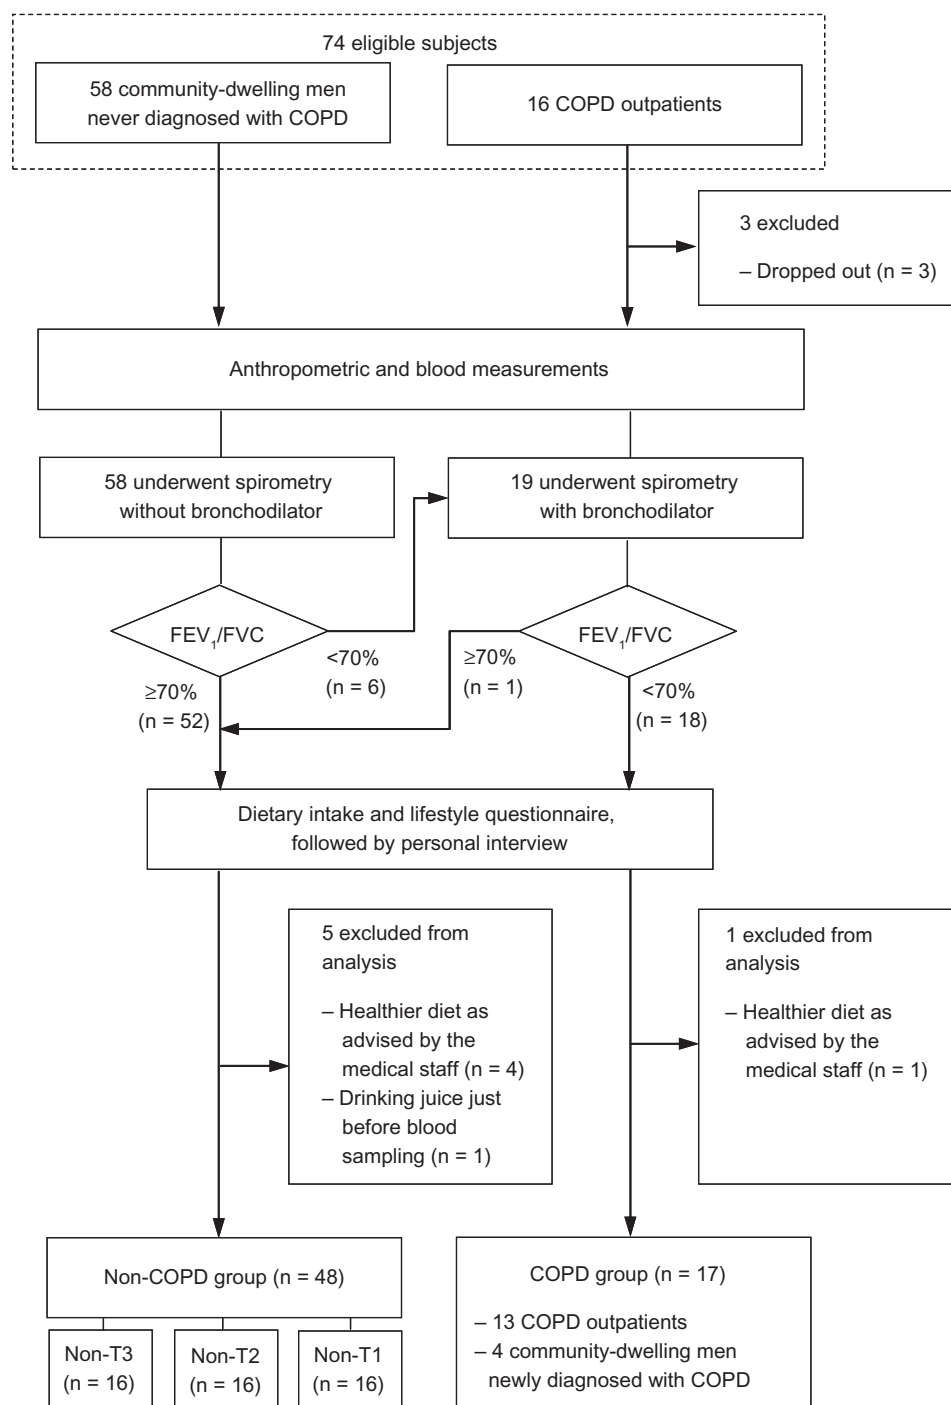 74 eligible subjects
58 community-dwelling men
never diagnosed with COPD
16 COPD outpatients
3 excluded
– Dropped out (n = 3)
Anthropometric and blood measurements
58 underwent spirometry
without bronchodilator
19 underwent spirometry
with bronchodilator
FEV₁/FVC
<70%
(n = 6)
≥70%
(n = 52)
FEV₁/FVC
≥70%
(n = 1)
<70%
(n = 18)
Dietary intake and lifestyle questionnaire,
followed by personal interview
5 excluded from
analysis
– Healthier diet as
advised by the
medical staff (n = 4)
– Drinking juice just
before blood
sampling (n = 1)
1 excluded from
analysis
– Healthier diet as
advised by the
medical staff (n = 1)
Non-COPD group (n = 48)
Non-T3
(n = 16)
Non-T2
(n = 16)
Non-T1
(n = 16)
COPD group (n = 17)
– 13 COPD outpatients
– 4 community-dwelling men
newly diagnosed with COPD